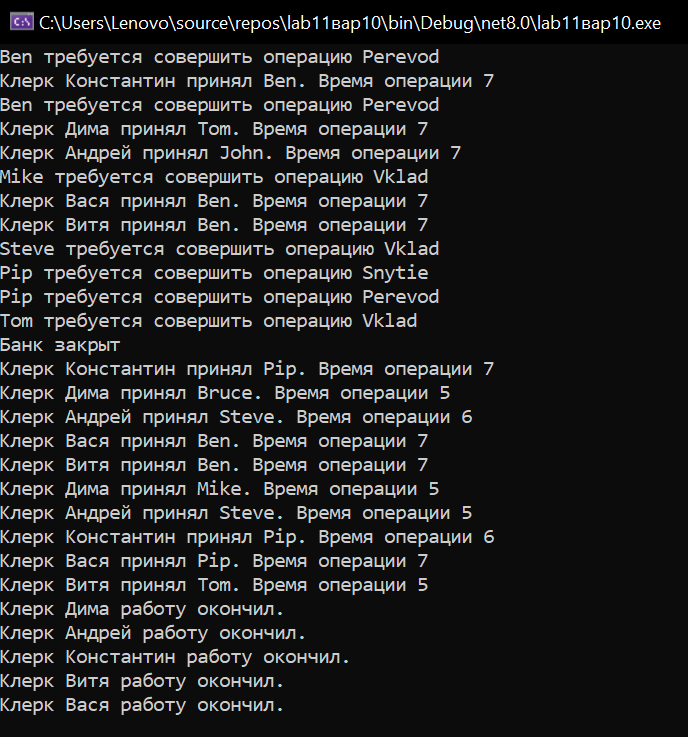 C:\Users\Lenovo\source\repos\lab11вар10\bin\Debug\net8.0\lab11вар10.exe
Ben требуется совершить операцию Perevod
Клерк Константин принял Ben. Время операции 7
Ben требуется совершить операцию Perevod
Клерк Дима принял Tom. Время операции 7
Клерк Андрей принял John. Время операции 7
Mike требуется совершить операцию Vklad
Клерк Вася принял Ben. Время операции 7
Клерк Витя принял Ben. Время операции 7
Steve требуется совершить операцию Vklad
Pip требуется совершить операцию Snytie
Pip требуется совершить операцию Perevod
Tom требуется совершить операцию Vklad
Банк закрыт
Клерк Константин принял Pip. Время операции 7
Клерк Дима принял Bruce. Время операции 5
Клерк Андрей принял Steve. Время операции 6
Клерк Вася принял Ben. Время операции 7
Клерк Витя принял Ben. Время операции 7
Клерк Дима принял Mike. Время операции 5
Клерк Андрей принял Steve. Время операции 5
Клерк Константин принял Pip. Время операции 6
Клерк Вася принял Pip. Время операции 7
Клерк Витя принял Tom. Время операции 5
Клерк Дима работу окончил.
Клерк Андрей работу окончил.
Клерк Константин работу окончил.
Клерк Витя работу окончил.
Клерк Вася работу окончил.